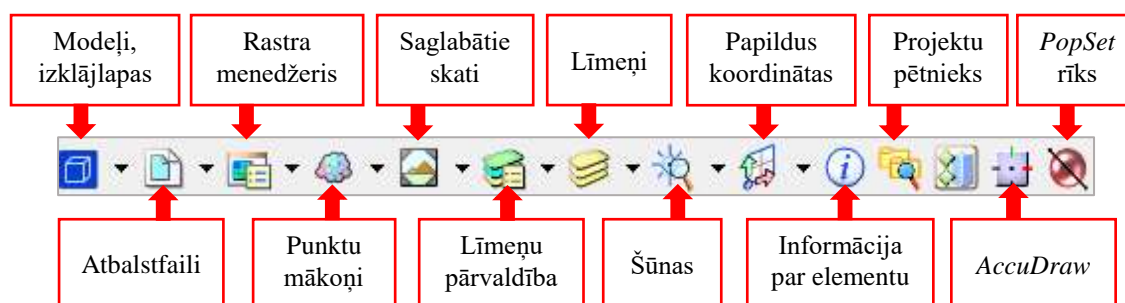 Modeļi,
izklājlapas
Rastra
menedžeris
Saglabātie
skati
Līmeņi
Papildus
koordinātas
Projektu
pētnieks
PopSet
rīks
Atbalstfaili
Punktu
mākoņi
Līmeņu
pārvaldība
Šūnas
Informācija
par elementu
AccuDraw